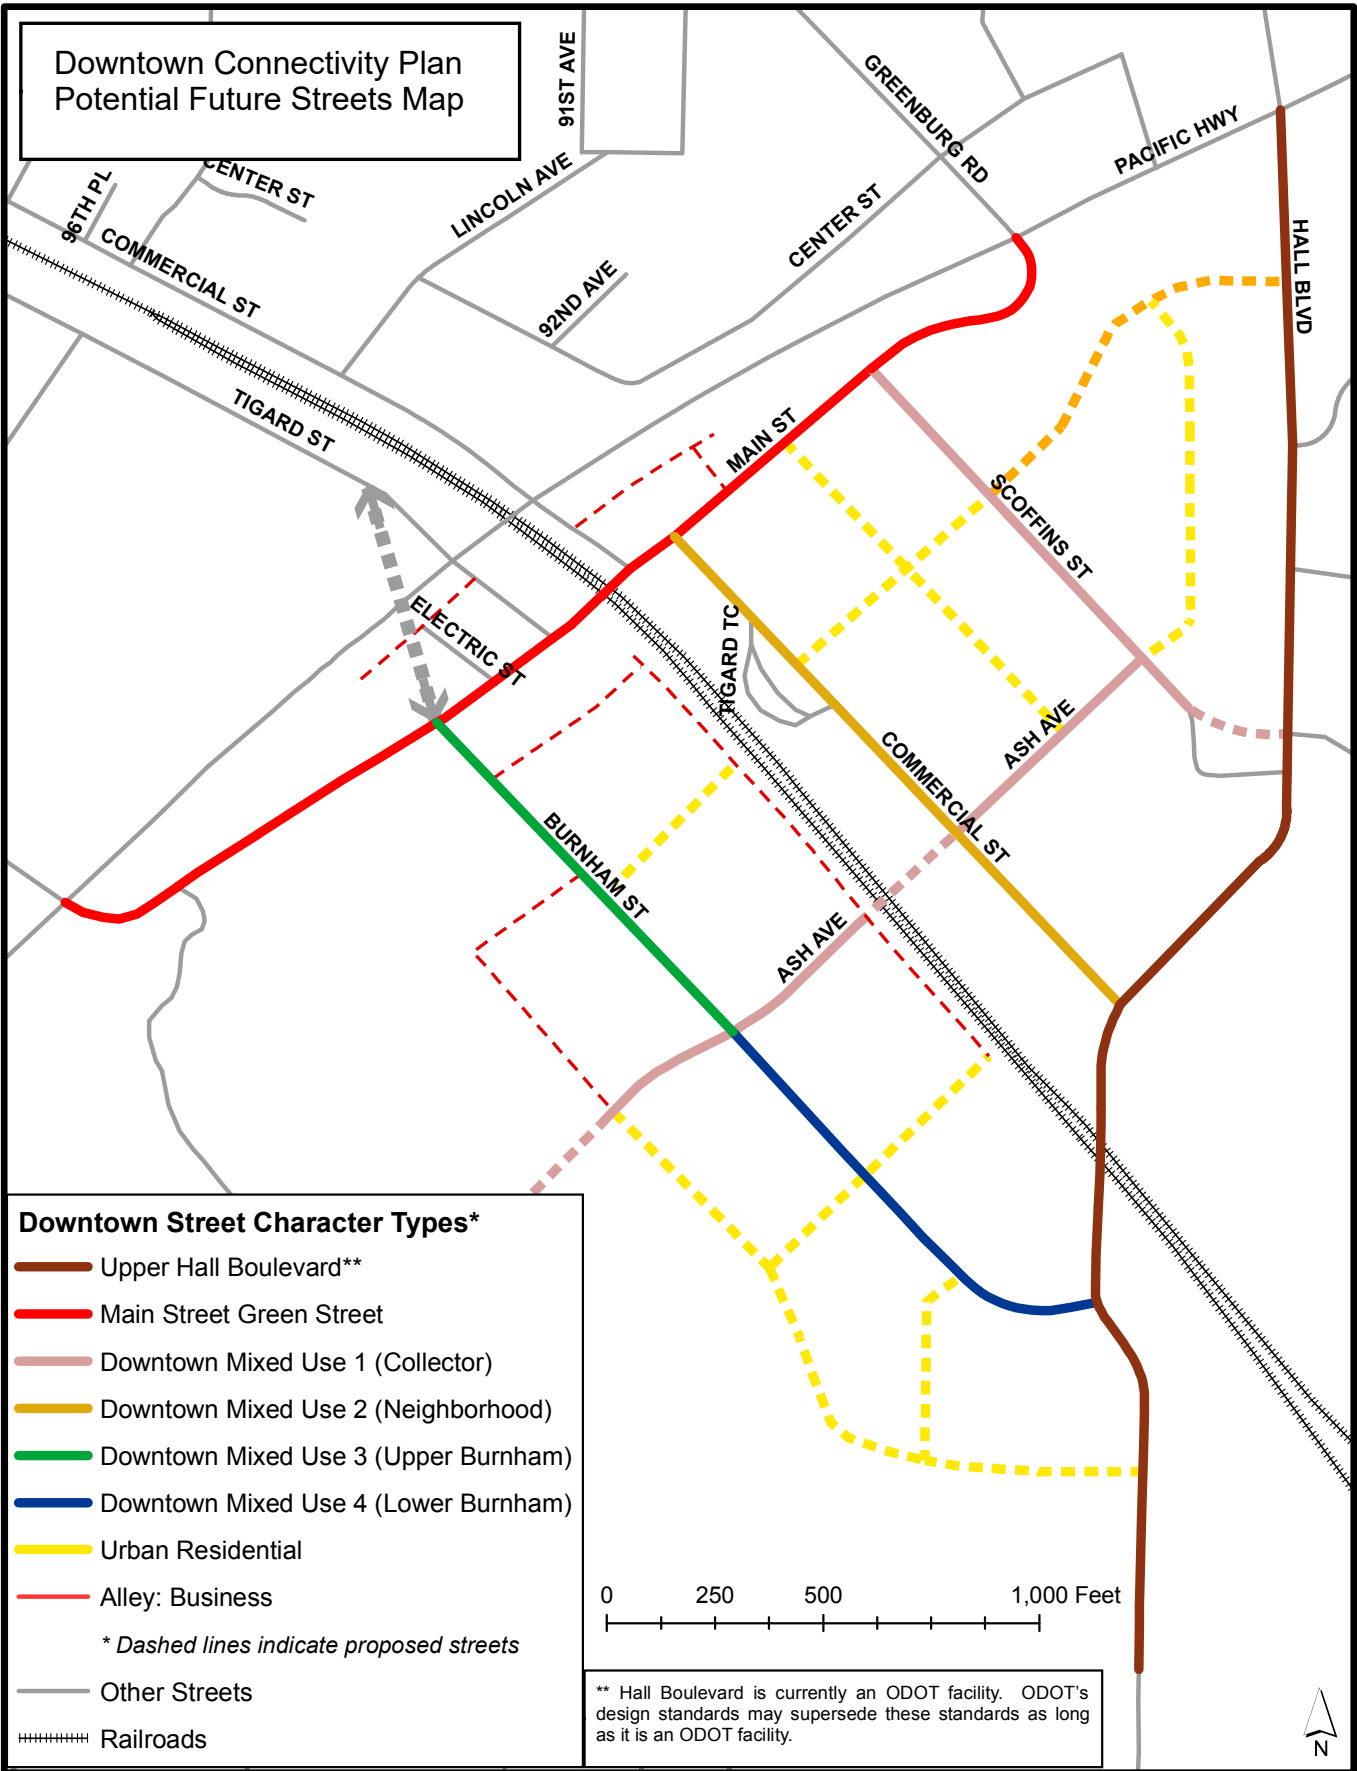 Downtown Connectivity Plan
Potential Future Streets Map
91ST AVE
GREENBURG RD
PACIFIC HWY
CENTER ST
96TH PL
LINCOLN AVE
CENTER ST
HALL BLVD
COMMERCIAL ST
92ND AVE
TIGARD ST
MAIN ST
SCOFFINS ST
ELECTRIC ST
TIGARD TC
ASH AVE
COMMERCIAL ST
BURNHAM ST
ASH AVE
Downtown Street Character Types*
Upper Hall Boulevard**
Main Street Green Street
Downtown Mixed Use 1 (Collector)
Downtown Mixed Use 2 (Neighborhood)
Downtown Mixed Use 3 (Upper Burnham)
Downtown Mixed Use 4 (Lower Burnham)
Urban Residential
Alley: Business
* Dashed lines indicate proposed streets
Other Streets
Railroads
0 250 500 1,000 Feet
** Hall Boulevard is currently an ODOT facility. ODOT's
design standards may supersede these standards as long
as it is an ODOT facility.
N